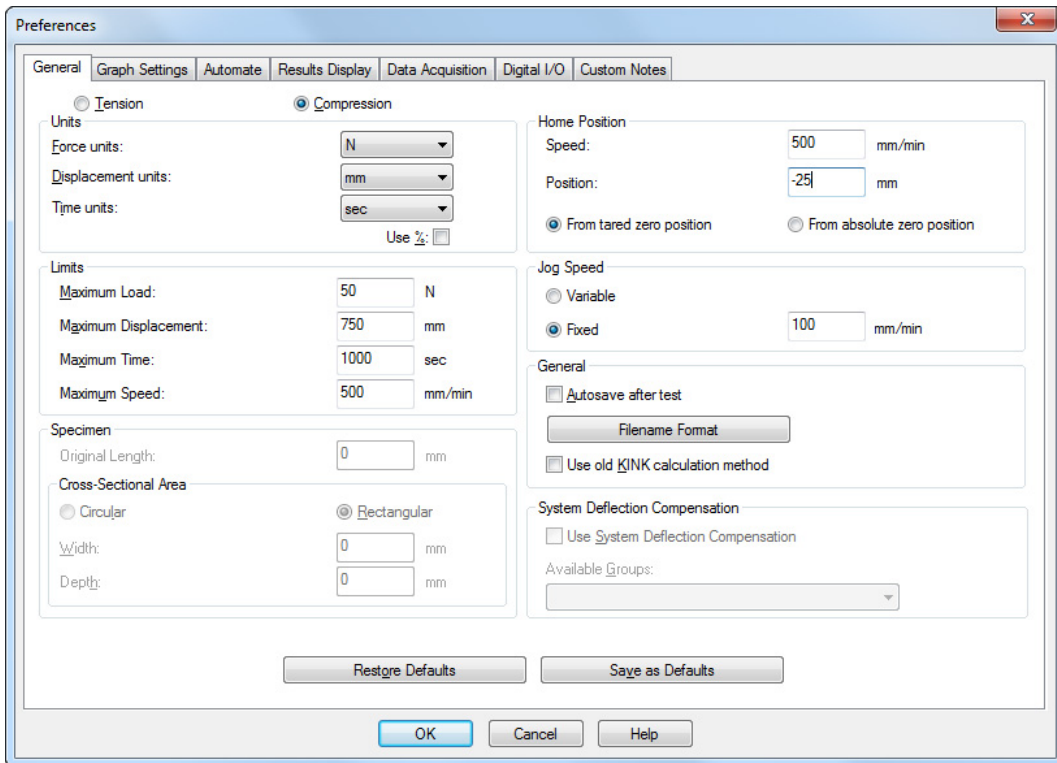 Preferences
General Graph Settings Automate Results Display Data Acquisition Digital I/O Custom Notes
Tension Compression
Units
Force units: N
Displacement units: mm
Time units: sec
Use %:
Limits
Maximum Load: 50 N
Maximum Displacement: 750 mm
Maximum Time: 1000 sec
Maximum Speed: 500 mm/min
Specimen
Original Length: 0 mm
Cross-Sectional Area
Circular Rectangular
Width: 0 mm
Depth: 0 mm
Home Position
Speed: 500 mm/min
Position: -25 mm
From tared zero position From absolute zero position
Jog Speed
Variable
Fixed 100 mm/min
General
Autosave after test
Filename Format
Use old KINK calculation method
System Deflection Compensation
Use System Deflection Compensation
Available Groups:
Restore Defaults Save as Defaults
OK Cancel Help